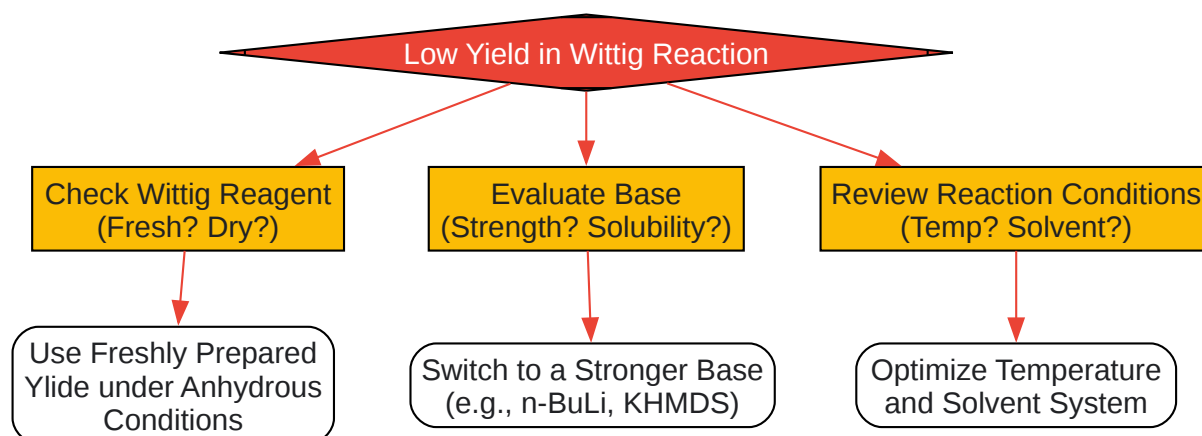 Low Yield in Wittig Reaction
Check Wittig Reagent
(Fresh? Dry?)
Evaluate Base
(Strength? Solubility?)
Review Reaction Conditions
(Temp? Solvent?)
Use Freshly Prepared
Ylide under Anhydrous
Conditions
Switch to a Stronger Base
(e.g., n-BuLi, KHMDS)
Optimize Temperature
and Solvent System